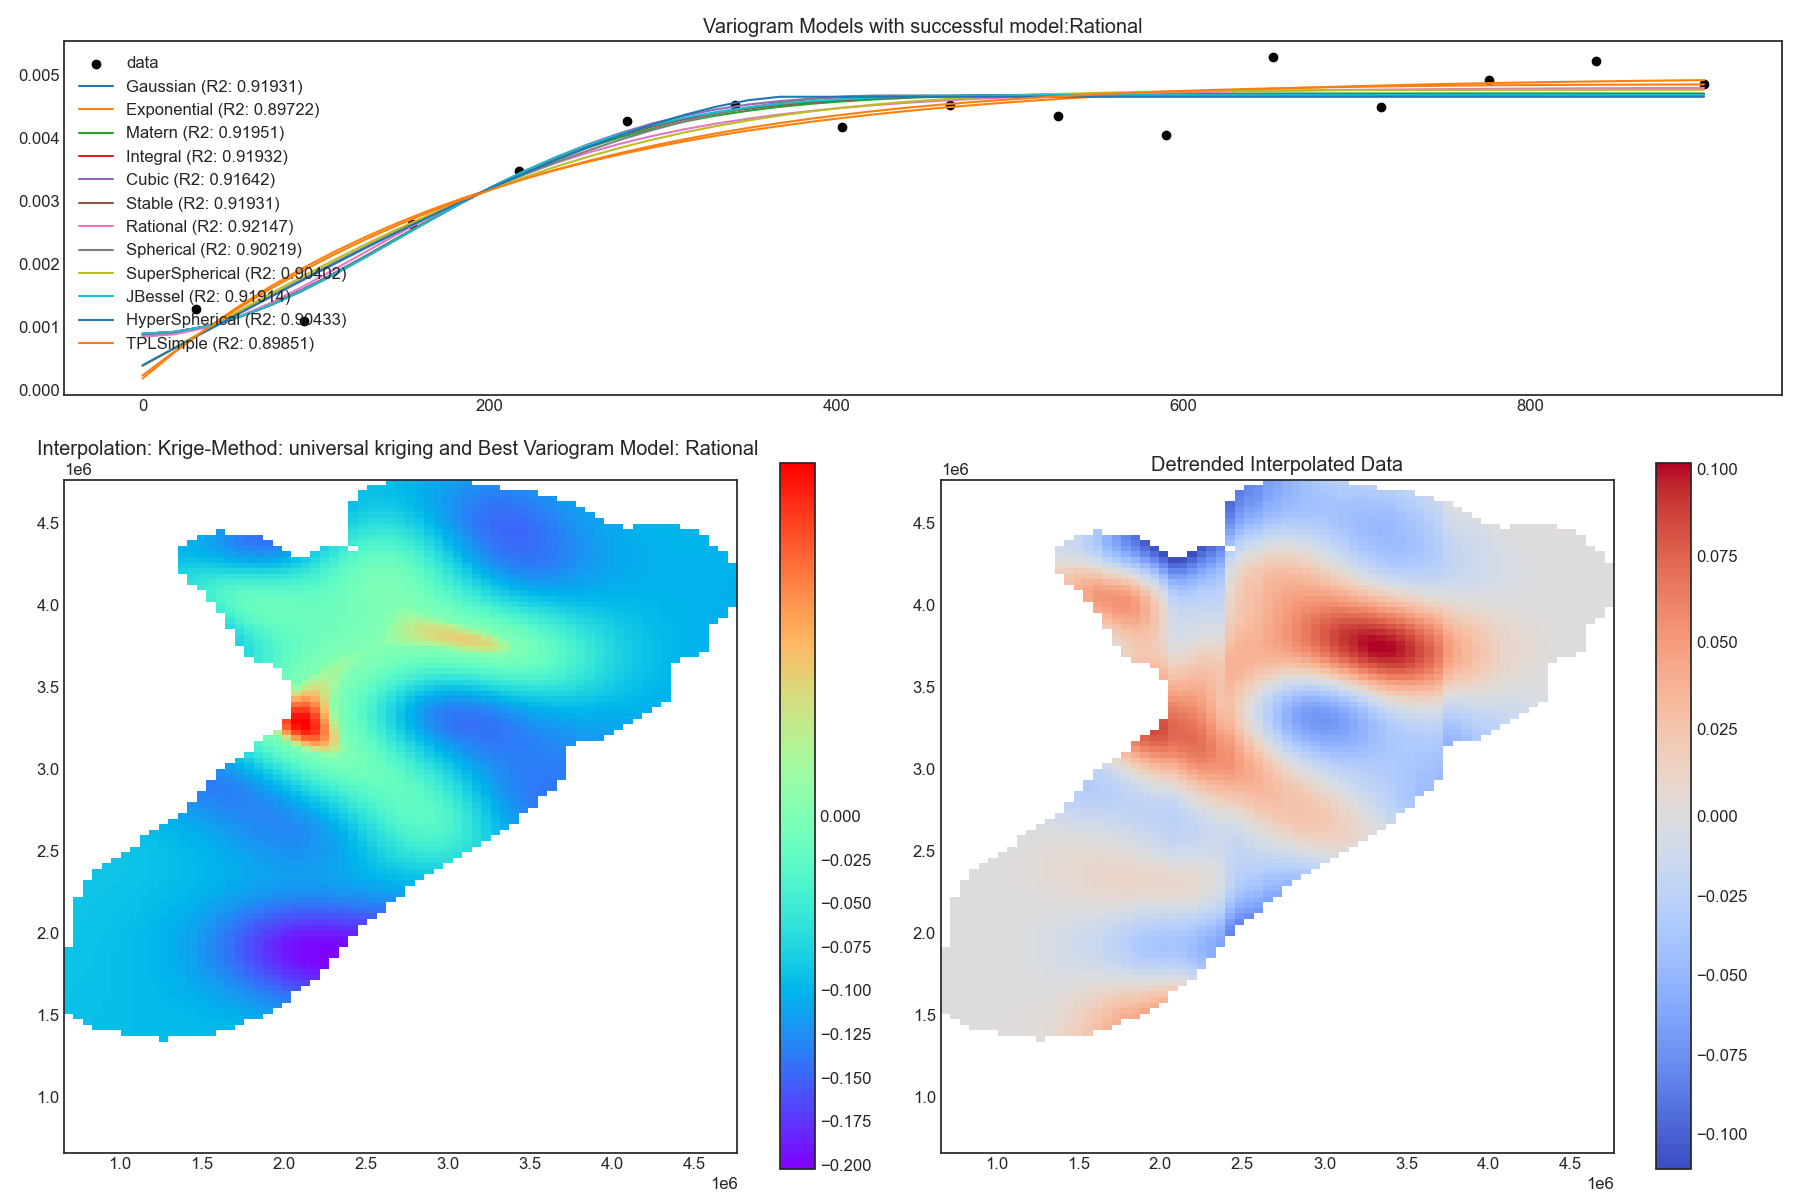 Variogram Models with successful model:Rational
0.005
0.004
0.003
0.002
0.001
0.000
data
Gaussian (R2: 0.91931)
Exponential (R2: 0.89722)
Matern (R2: 0.91951)
Integral (R2: 0.91932)
Cubic (R2: 0.91642)
Stable (R2: 0.91931)
Rational (R2: 0.92147)
Spherical (R2: 0.90219)
SuperSpherical (R2: 0.90402)
JBessel (R2: 0.91914)
HyperSpherical (R2: 0.90433)
TPLSimple (R2: 0.89851)
0 200 400 600 800
Interpolation: Krige-Method: universal kriging and Best Variogram Model: Rational
1e6
4.5
4.0
3.5
3.0
2.5
2.0
1.5
1.0
1.0 1.5 2.0 2.5 3.0 3.5 4.0 4.5
1e6
0.000
−0.025
−0.050
−0.075
−0.100
−0.125
−0.150
−0.175
−0.200
Detrended Interpolated Data
1e6
4.5
4.0
3.5
3.0
2.5
2.0
1.5
1.0
1.0 1.5 2.0 2.5 3.0 3.5 4.0 4.5
1e6
0.100
0.075
0.050
0.025
0.000
−0.025
−0.050
−0.075
−0.100